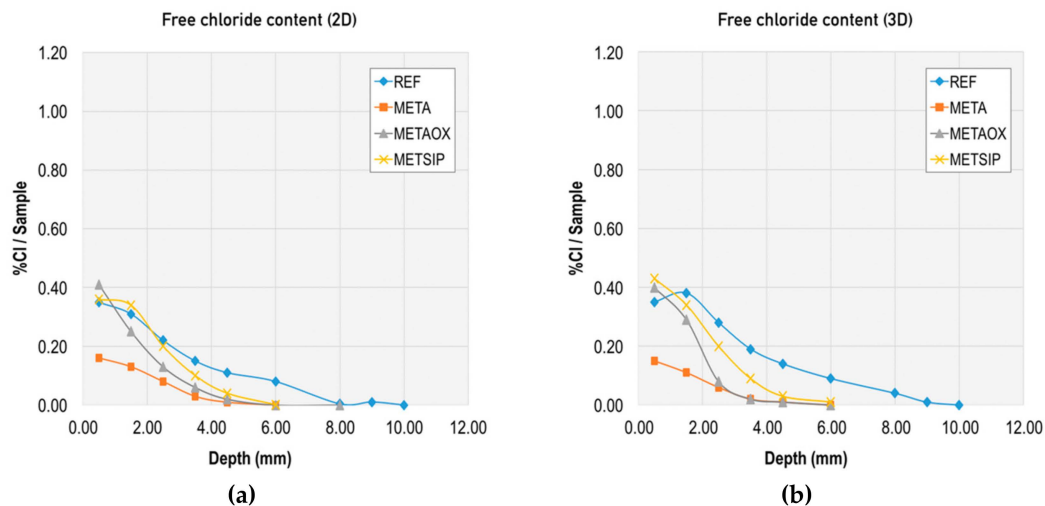 Free chloride content (2D)
1.20
1.00
0.80
0.60
0.40
0.20
0.00
%Cl / Sample
REF
META
METAOX
METSIP
0.00 2.00 4.00 6.00 8.00 10.00 12.00
Depth (mm)
(a)
Free chloride content (3D)
1.20
1.00
0.80
0.60
0.40
0.20
0.00
%Cl / Sample
REF
META
METAOX
METSIP
0.00 2.00 4.00 6.00 8.00 10.00 12.00
Depth (mm)
(b)